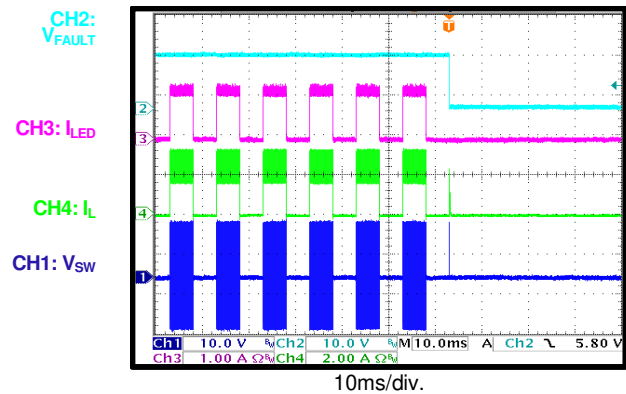 CH2:
VFAULT
T
2
CH3: ILED
3
CH4: IL
4
CH1: VSW
1
Ch1 10.0 V BW Ch2 10.0 V BW M 10.0ms A Ch2 5.80 V
Ch3 1.00 A Ω BW Ch4 2.00 A Ω BW
10ms/div.